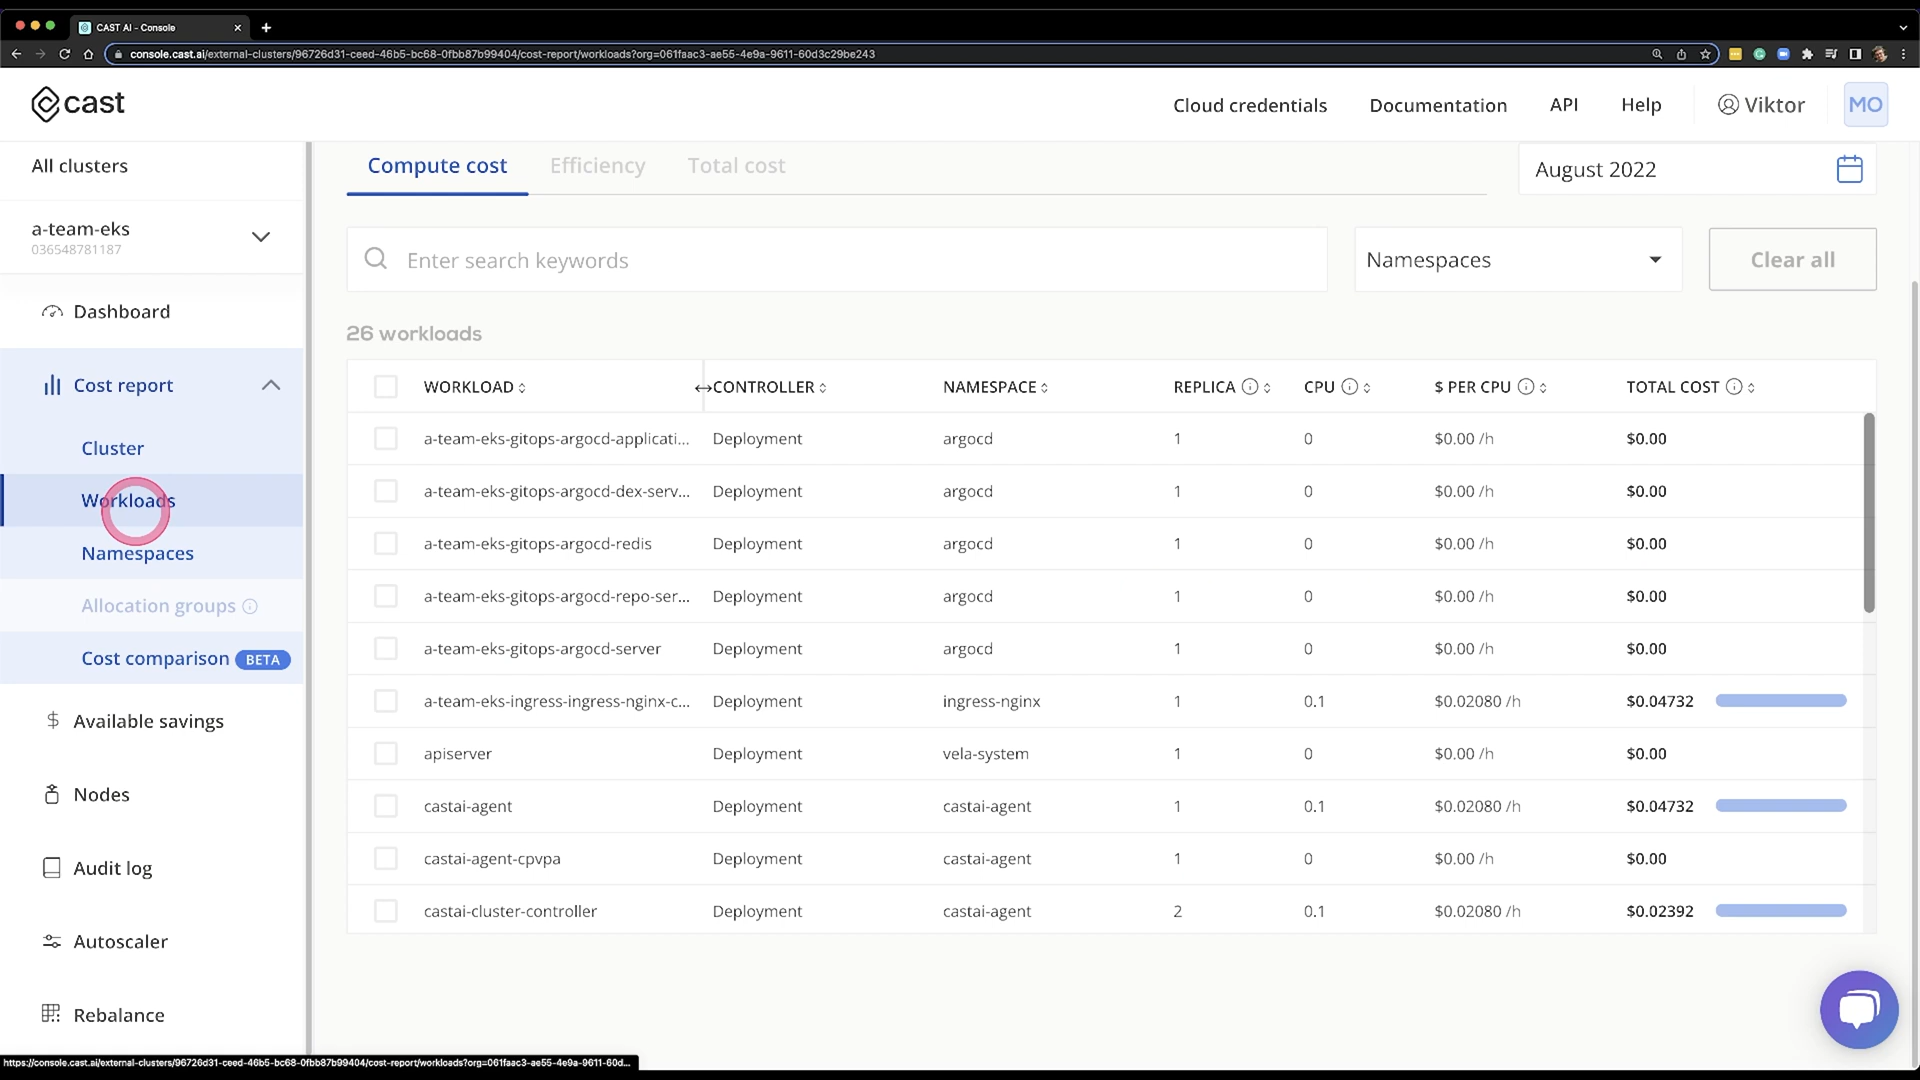 CAST AI - Console
console.cast.ai/external-clusters/96726d31-ceed-46b5-bc68-0fbb87b99404/cost-report/workloads?org=061faac3-ae55-4e9a-9611-60d3c29be243
cast
Cloud credentials
Documentation
API
Help
Viktor
MO
All clusters
a-team-eks
036548781187
Dashboard
Cost report
Cluster
Workloads
Namespaces
Allocation groups
Cost comparison BETA
Available savings
Nodes
Audit log
Autoscaler
Rebalance
Compute cost
Efficiency
Total cost
August 2022
Enter search keywords
Namespaces
Clear all
26 workloads
WORKLOAD CONTROLLER NAMESPACE REPLICA CPU $ PER CPU TOTAL COST
a-team-eks-gitops-argocd-applicati... Deployment argocd 1 0 $0.00 /h $0.00
a-team-eks-gitops-argocd-dex-serv... Deployment argocd 1 0 $0.00 /h $0.00
a-team-eks-gitops-argocd-redis Deployment argocd 1 0 $0.00 /h $0.00
a-team-eks-gitops-argocd-repo-ser... Deployment argocd 1 0 $0.00 /h $0.00
a-team-eks-gitops-argocd-server Deployment argocd 1 0 $0.00 /h $0.00
a-team-eks-ingress-ingress-nginx-c... Deployment ingress-nginx 1 0.1 $0.02080 /h $0.04732
apiserver Deployment vela-system 1 0 $0.00 /h $0.00
castai-agent Deployment castai-agent 1 0.1 $0.02080 /h $0.04732
castai-agent-cpvpa Deployment castai-agent 1 0 $0.00 /h $0.00
castai-cluster-controller Deployment castai-agent 2 0.1 $0.02080 /h $0.02392
https://console.cast.ai/external-clusters/96726d31-ceed-46b5-bc68-0fbb87b99404/cost-report/workloads?org=061faac3-ae55-4e9a-9611-60d...